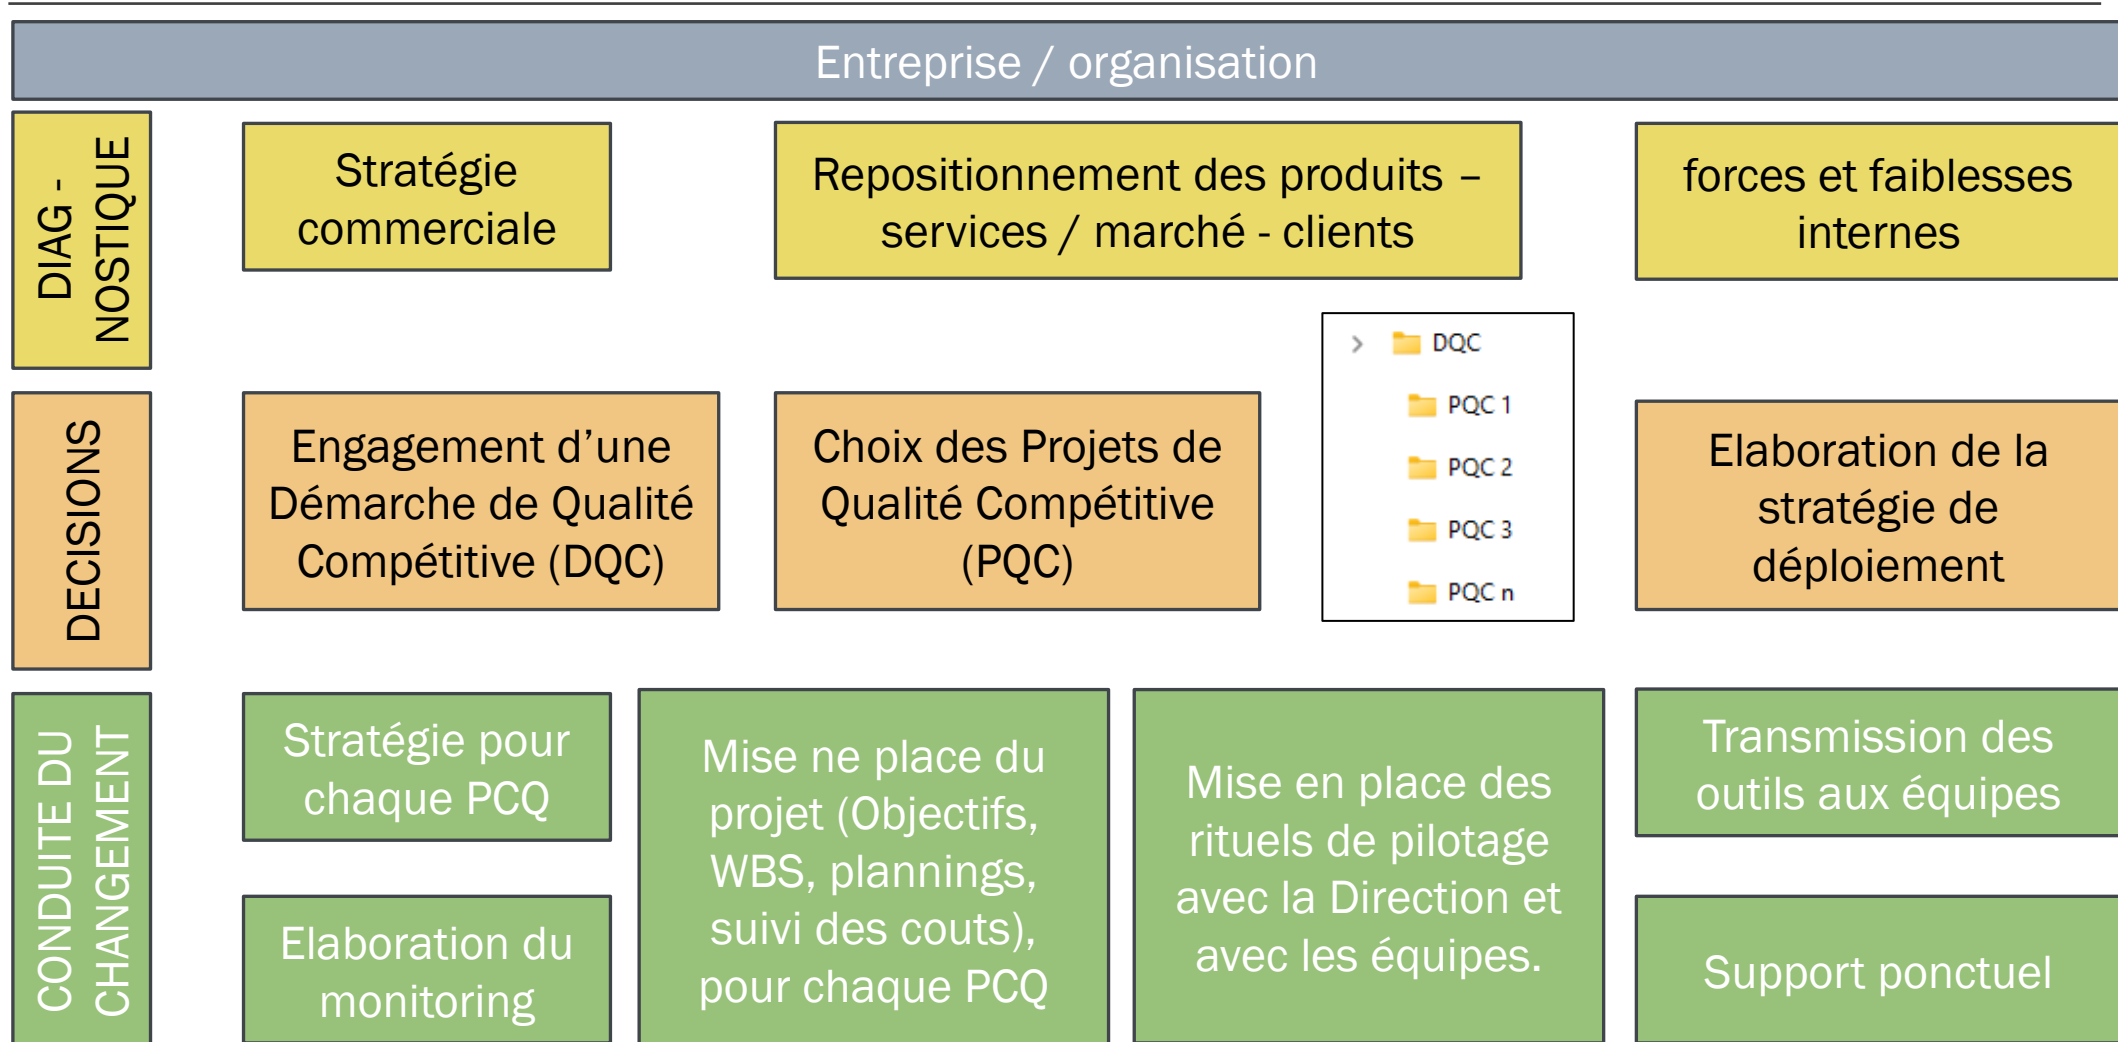 Entreprise / organisation
DIAG -
NOSTIQUE
Stratégie
commerciale
Repositionnement des produits –
services / marché - clients
forces et faiblesses
internes
DECISIONS
Engagement d’une
Démarche de Qualité
Compétitive (DQC)
Choix des Projets de
Qualité Compétitive
(PQC)
DQC
PQC 1
PQC 2
PQC 3
PQC n
Elaboration de la
stratégie de
déploiement
CONDUITE DU
CHANGEMENT
Stratégie pour
chaque PCQ
Elaboration du
monitoring
Mise ne place du
projet (Objectifs,
WBS, plannings,
suivi des couts),
pour chaque PCQ
Mise en place des
rituels de pilotage
avec la Direction et
avec les équipes.
Transmission des
outils aux équipes
Support ponctuel